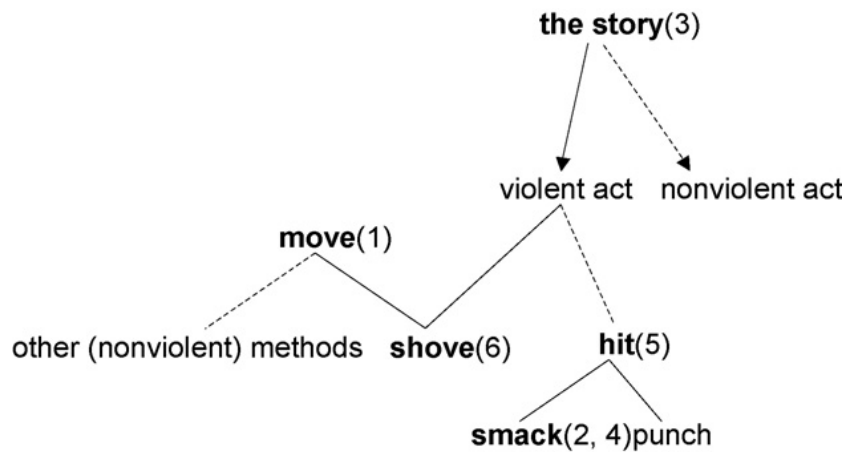 the story(3)
violent act nonviolent act
move(1)
other (nonviolent) methods shove(6) hit(5)
smack(2, 4)punch